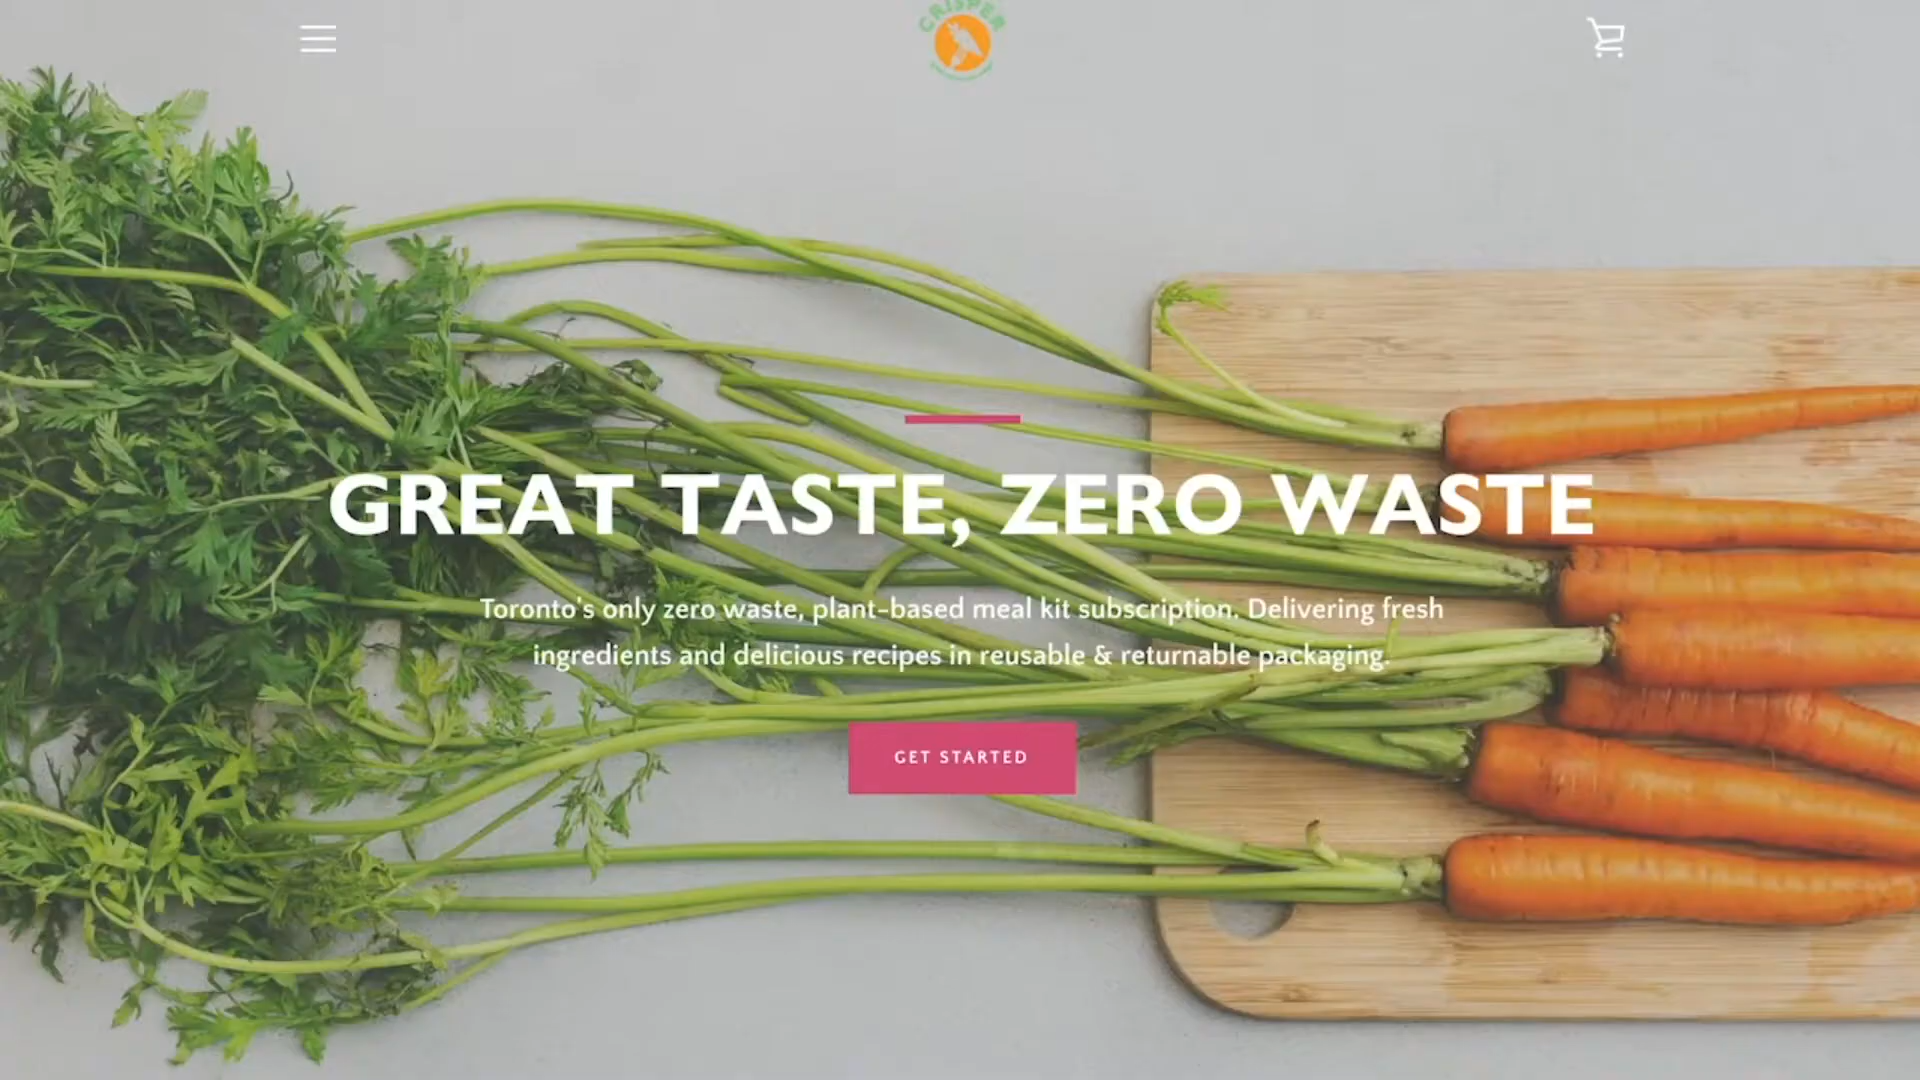 CRISPER
GREAT TASTE, ZERO WASTE
Toronto's only zero waste, plant-based meal kit subscription. Delivering fresh
ingredients and delicious recipes in reusable & returnable packaging.
GET STARTED